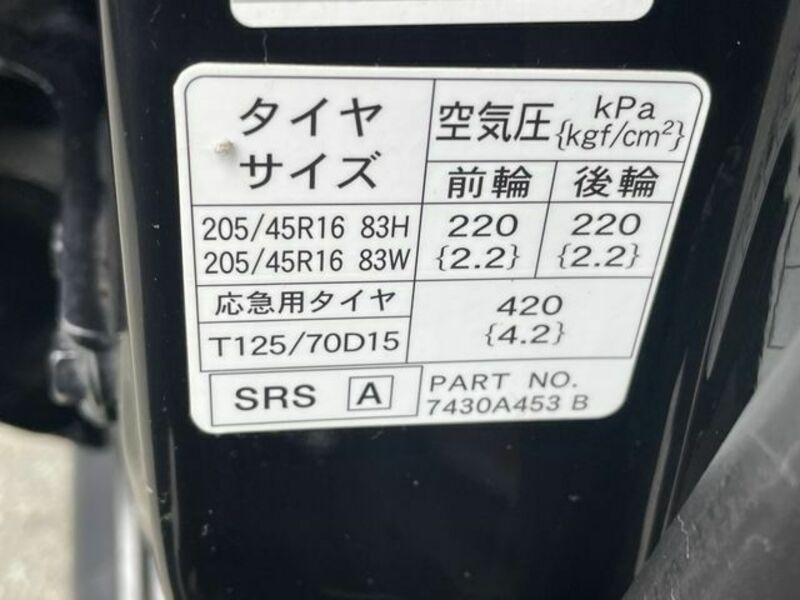 タイヤ
サイズ
空気圧 kPa
{kgf/cm²}
前輪 後輪
205/45R16 83H 220 220
205/45R16 83W {2.2} {2.2}
応急用タイヤ 420
T125/70D15 {4.2}
SRS A PART NO.
7430A453 B